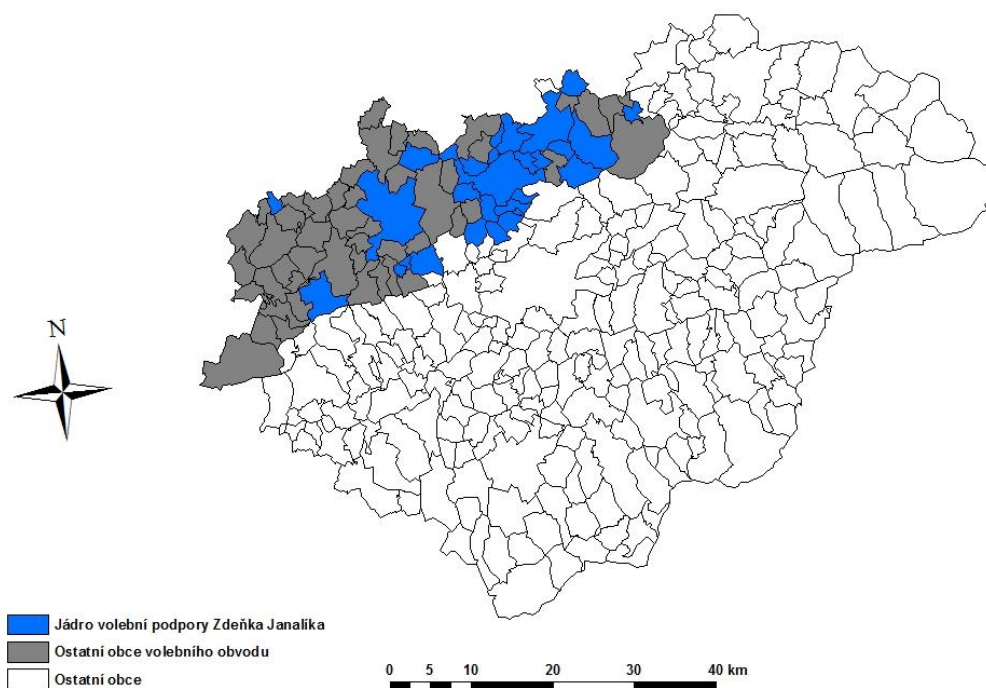 N
Jádro volební podpory Zdeňka Janalíka
Ostatní obce volebního obvodu
Ostatní obce
0 5 10 20 30 40 km